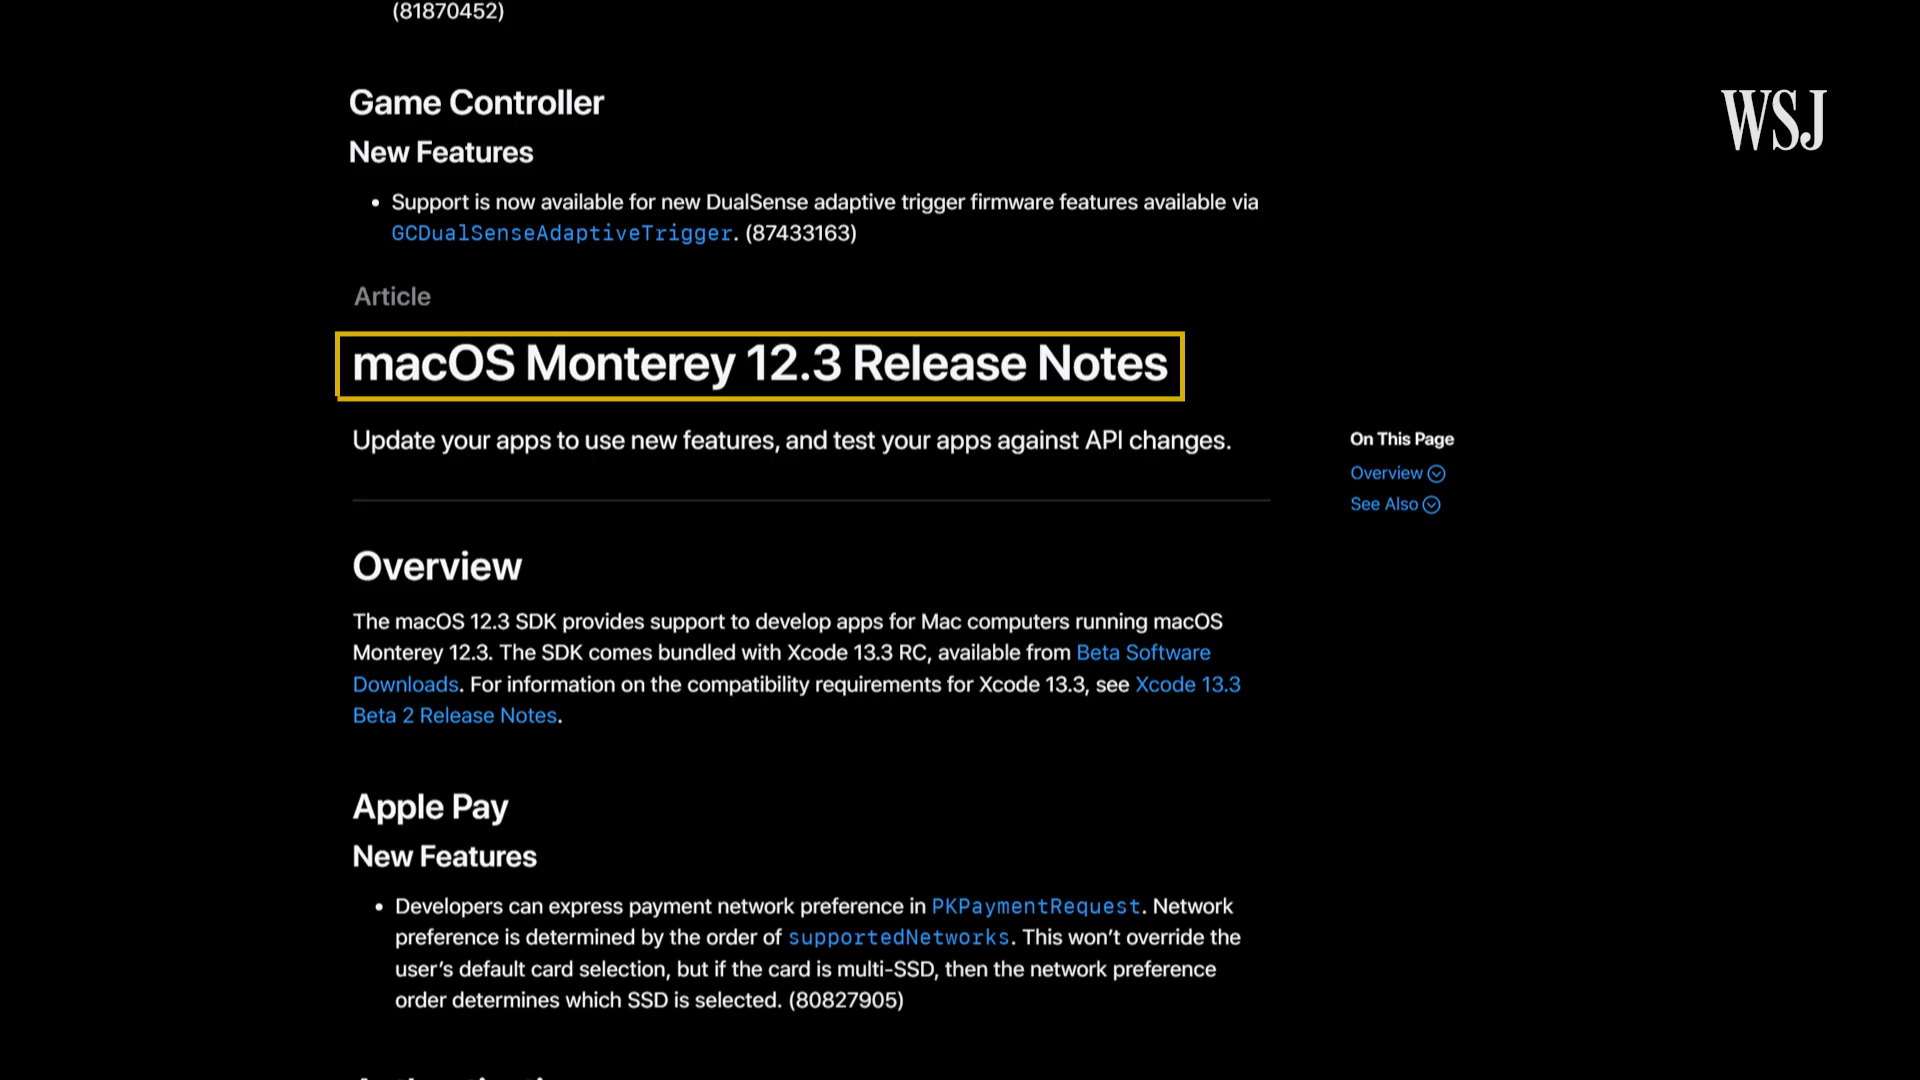 (81870452)
WSJ
Game Controller
New Features
• Support is now available for new DualSense adaptive trigger firmware features available via
GCDualSenseAdaptiveTrigger. (87433163)
Article
macOS Monterey 12.3 Release Notes
Update your apps to use new features, and test your apps against API changes.
On This Page
Overview
See Also
Overview
The macOS 12.3 SDK provides support to develop apps for Mac computers running macOS
Monterey 12.3. The SDK comes bundled with Xcode 13.3 RC, available from Beta Software
Downloads. For information on the compatibility requirements for Xcode 13.3, see Xcode 13.3
Beta 2 Release Notes.
Apple Pay
New Features
• Developers can express payment network preference in PKPaymentRequest. Network
preference is determined by the order of supportedNetworks. This won’t override the
user’s default card selection, but if the card is multi-SSD, then the network preference
order determines which SSD is selected. (80827905)